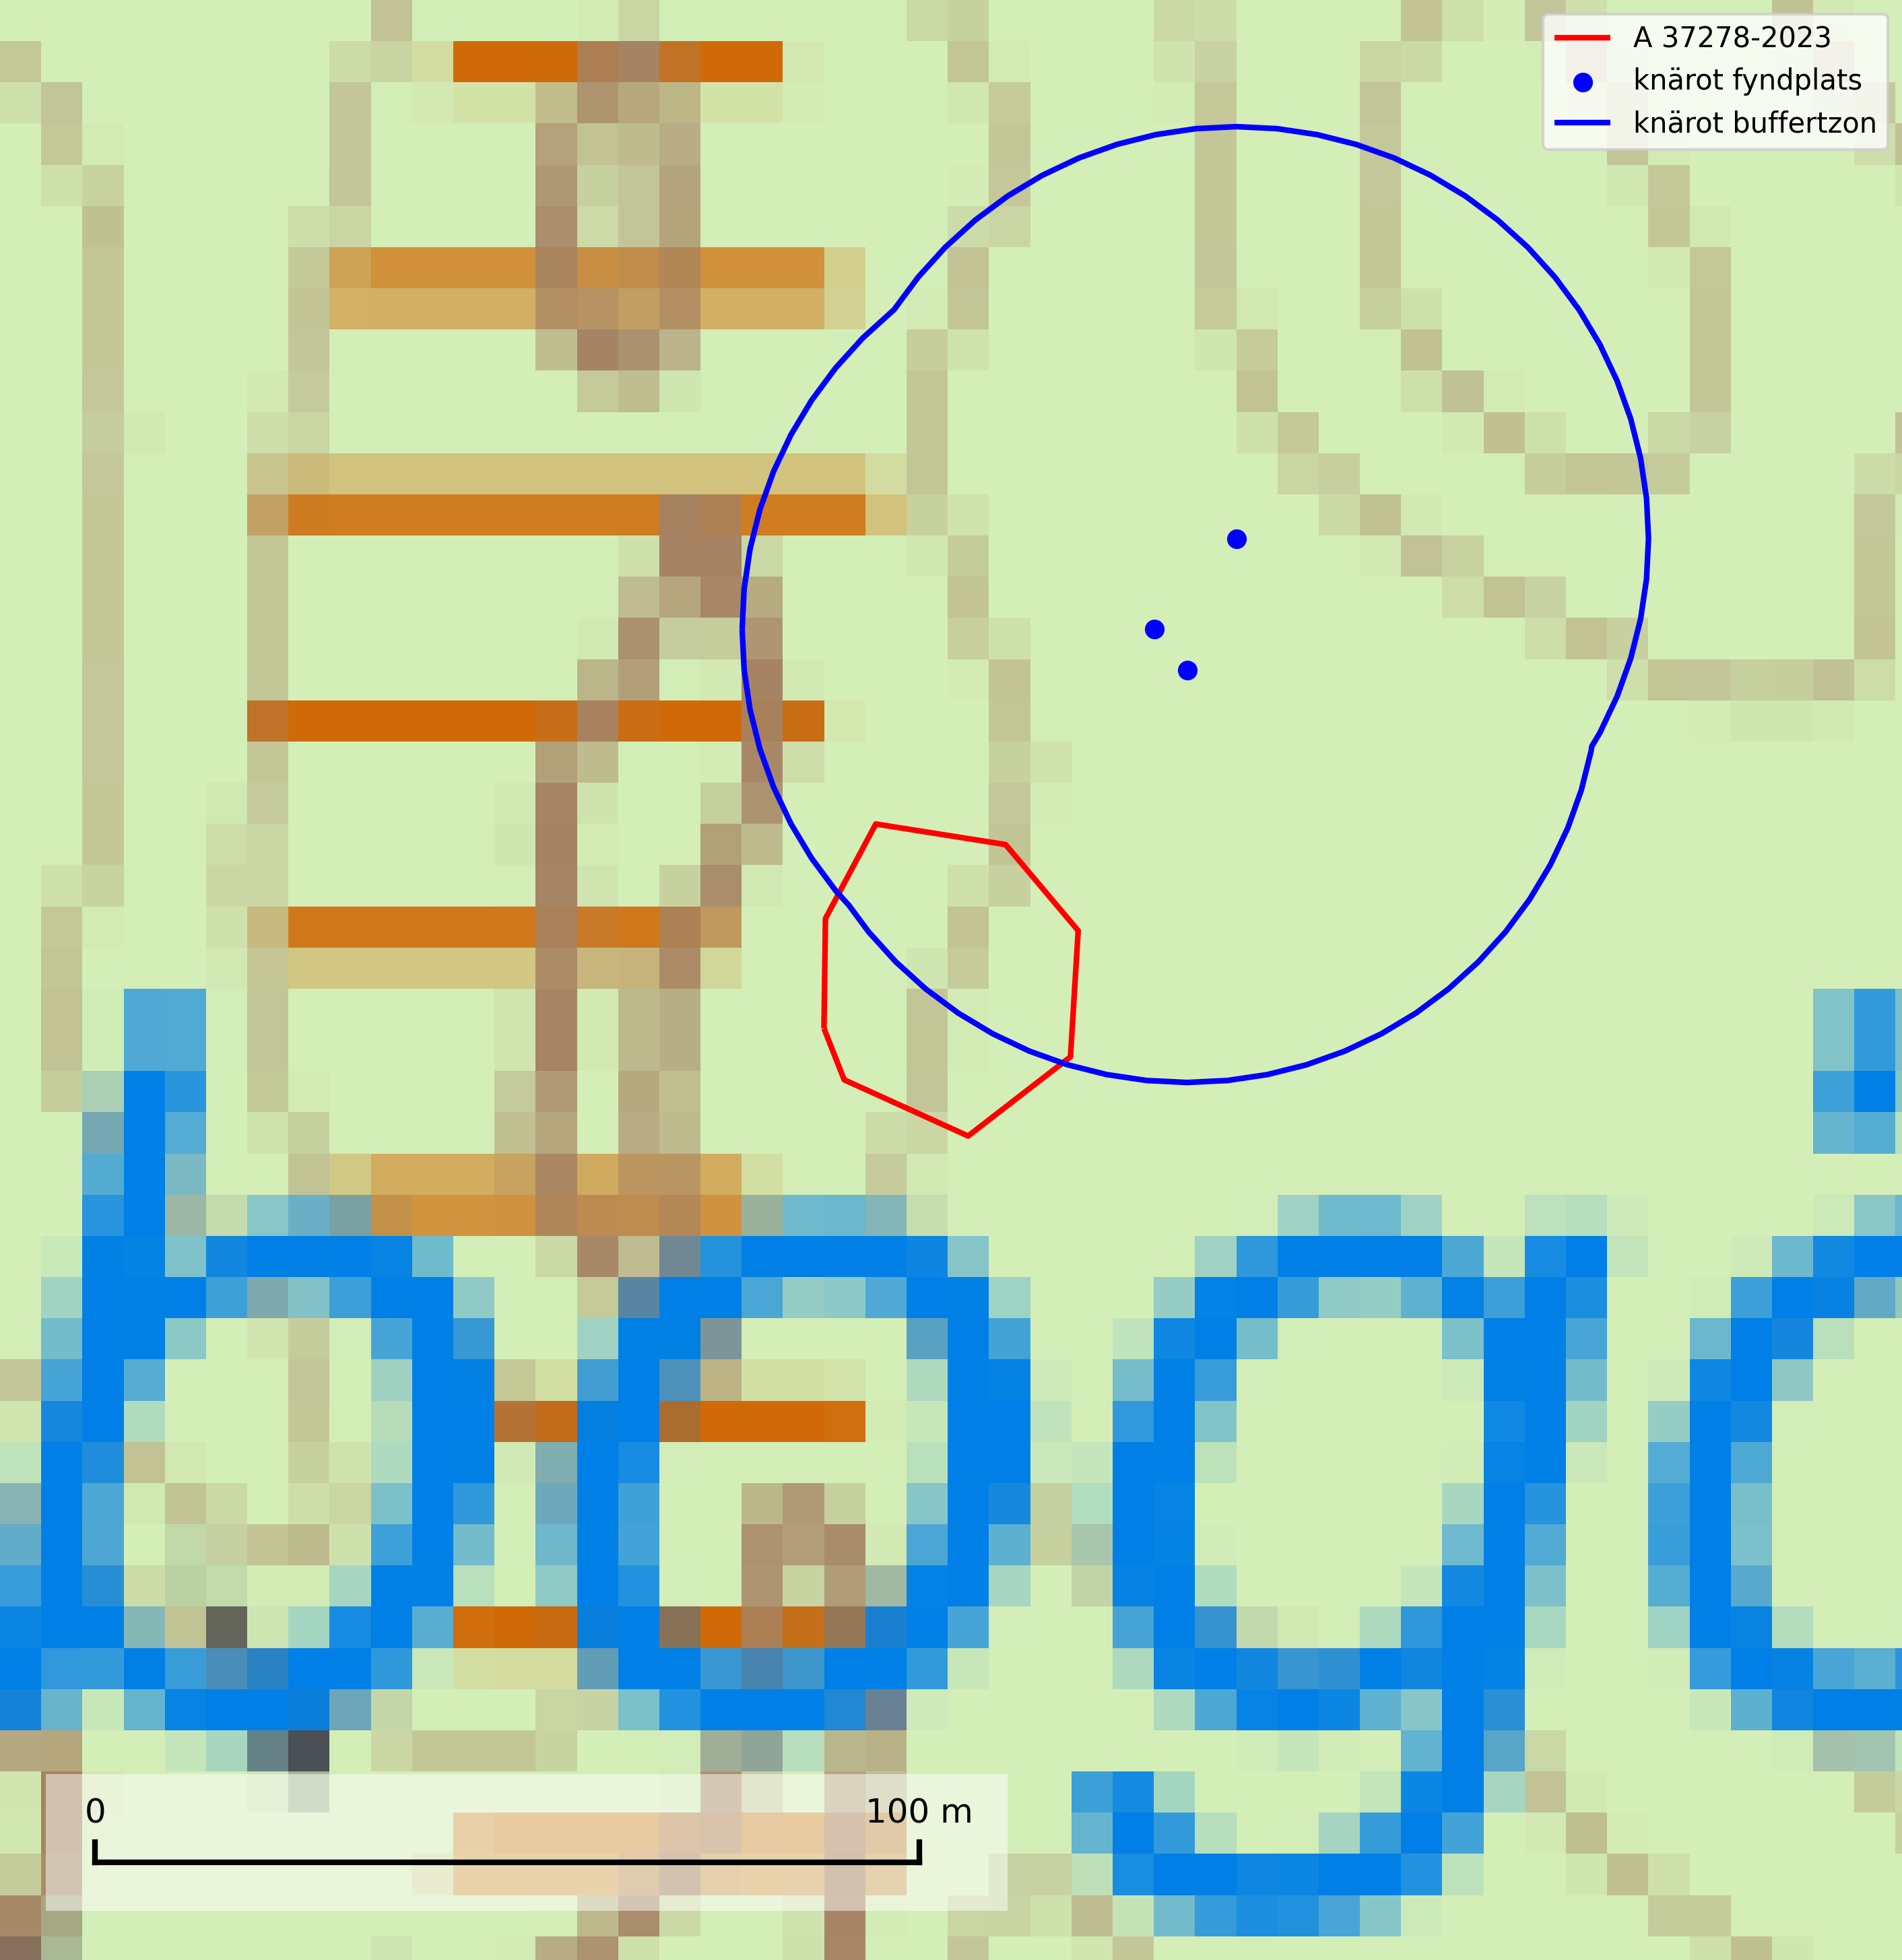 A 37278-2023
knärot fyndplats
knärot buffertzon
0 100 m